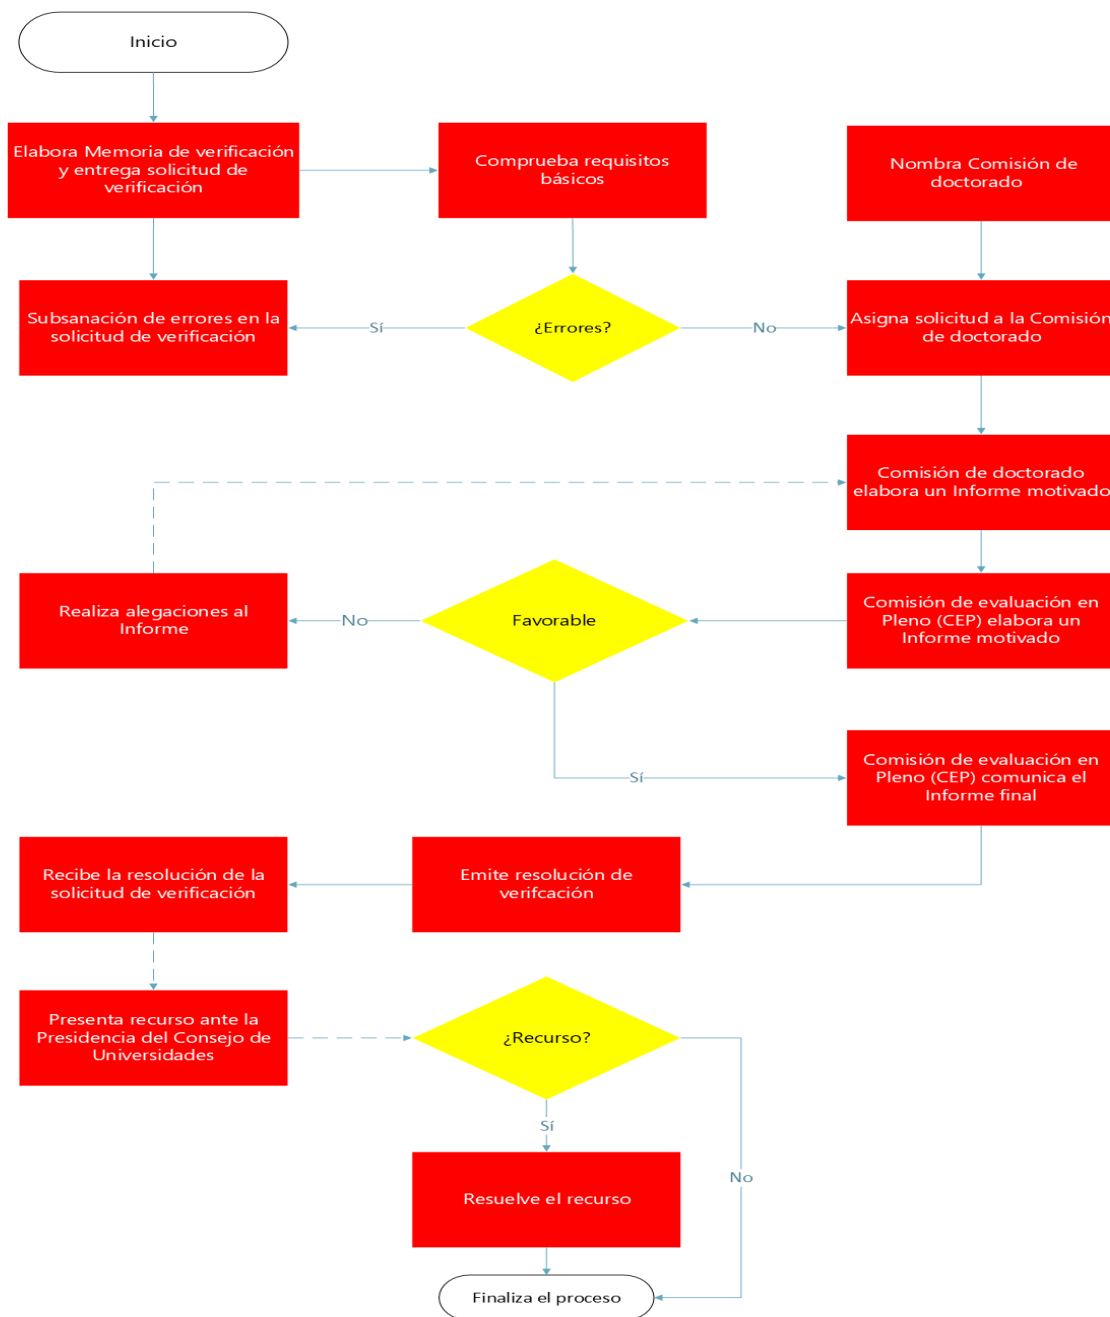 Inicio
Elabora Memoria de verificación
y entrega solicitud de
verificación
Comprueba requisitos
básicos
Nombra Comisión de
doctorado
Subsanación de errores en la
solicitud de verificación
Sí
¿Errores?
No
Asigna solicitud a la Comisión
de doctorado
Comisión de doctorado
elabora un Informe motivado
Realiza alegaciones al
Informe
No
Favorable
Comisión de evaluación en
Pleno (CEP) elabora un
Informe motivado
Sí
Comisión de evaluación en
Pleno (CEP) comunica el
Informe final
Recibe la resolución de la
solicitud de verificación
Emite resolución de
verifcación
Presenta recurso ante la
Presidencia del Consejo de
Universidades
¿Recurso?
Sí
No
Resuelve el recurso
Finaliza el proceso